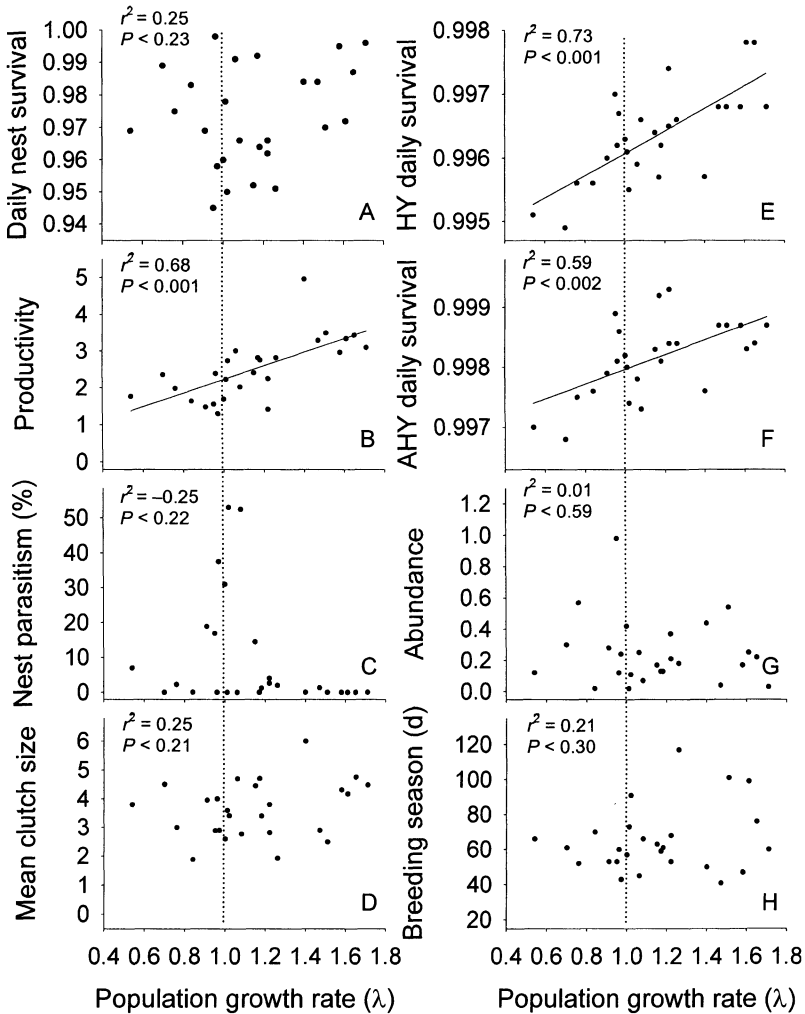 r² = 0.25
P < 0.23
1.00
0.99
0.98
0.97
0.96
0.95
0.94
Daily nest survival
A
r² = 0.73
P < 0.001
0.998
0.997
0.996
0.995
HY daily survival
E
r² = 0.68
P < 0.001
5
4
3
2
1
0
Productivity
B
r² = 0.59
P < 0.002
0.999
0.998
0.997
AHY daily survival
F
r² = –0.25
P < 0.22
50
40
30
20
10
0
Nest parasitism (%)
C
r² = 0.01
P < 0.59
1.2
1.0
0.8
0.6
0.4
0.2
0.0
Abundance
G
r² = 0.25
P < 0.21
6
5
4
3
2
1
0
Mean clutch size
D
r² = 0.21
P < 0.30
120
100
80
60
40
20
Breeding season (d)
H
0.4 0.6 0.8 1.0 1.2 1.4 1.6 1.8
Population growth rate (λ)
0.4 0.6 0.8 1.0 1.2 1.4 1.6 1.8
Population growth rate (λ)